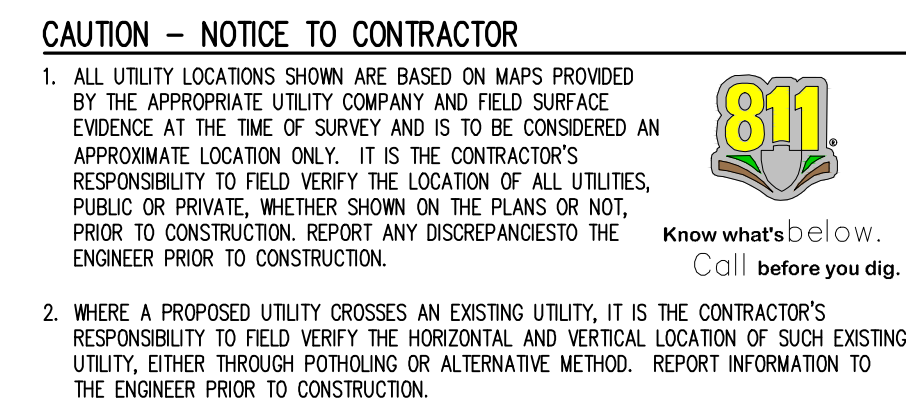 CAUTION – NOTICE TO CONTRACTOR
1. ALL UTILITY LOCATIONS SHOWN ARE BASED ON MAPS PROVIDED
BY THE APPROPRIATE UTILITY COMPANY AND FIELD SURFACE
EVIDENCE AT THE TIME OF SURVEY AND IS TO BE CONSIDERED AN
APPROXIMATE LOCATION ONLY. IT IS THE CONTRACTOR'S
RESPONSIBILITY TO FIELD VERIFY THE LOCATION OF ALL UTILITIES,
PUBLIC OR PRIVATE, WHETHER SHOWN ON THE PLANS OR NOT,
PRIOR TO CONSTRUCTION. REPORT ANY DISCREPANCIESTO THE
ENGINEER PRIOR TO CONSTRUCTION.
811®
Know what's below.
Call before you dig.
2. WHERE A PROPOSED UTILITY CROSSES AN EXISTING UTILITY, IT IS THE CONTRACTOR'S
RESPONSIBILITY TO FIELD VERIFY THE HORIZONTAL AND VERTICAL LOCATION OF SUCH EXISTING
UTILITY, EITHER THROUGH POTHOLING OR ALTERNATIVE METHOD. REPORT INFORMATION TO
THE ENGINEER PRIOR TO CONSTRUCTION.